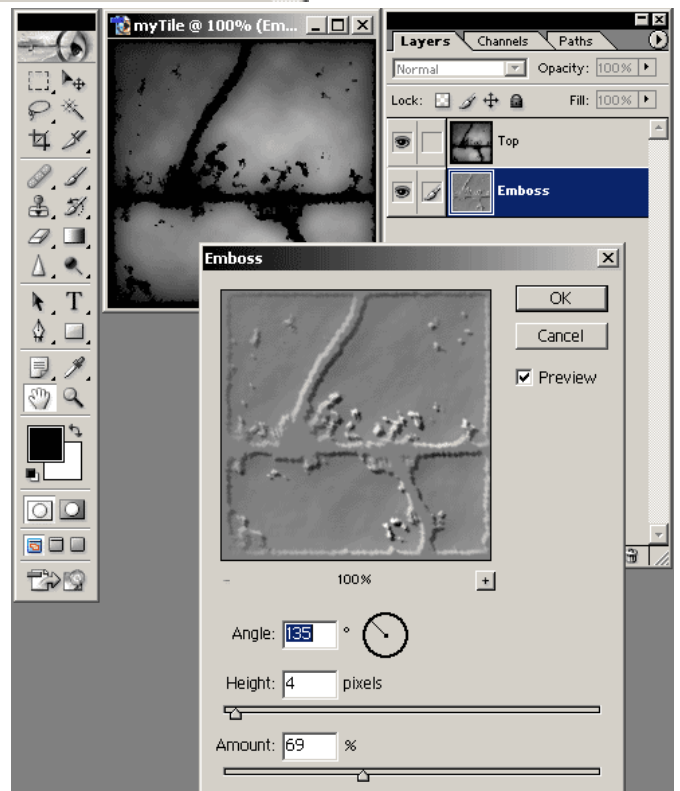 myTile @ 100% (Em...
Layers Channels Paths
Normal Opacity: 100%
Lock: Fill: 100%
Top
Emboss
Emboss
OK
Cancel
Preview
- 100% +
Angle: 135 °
Height: 4 pixels
Amount: 69 %
T